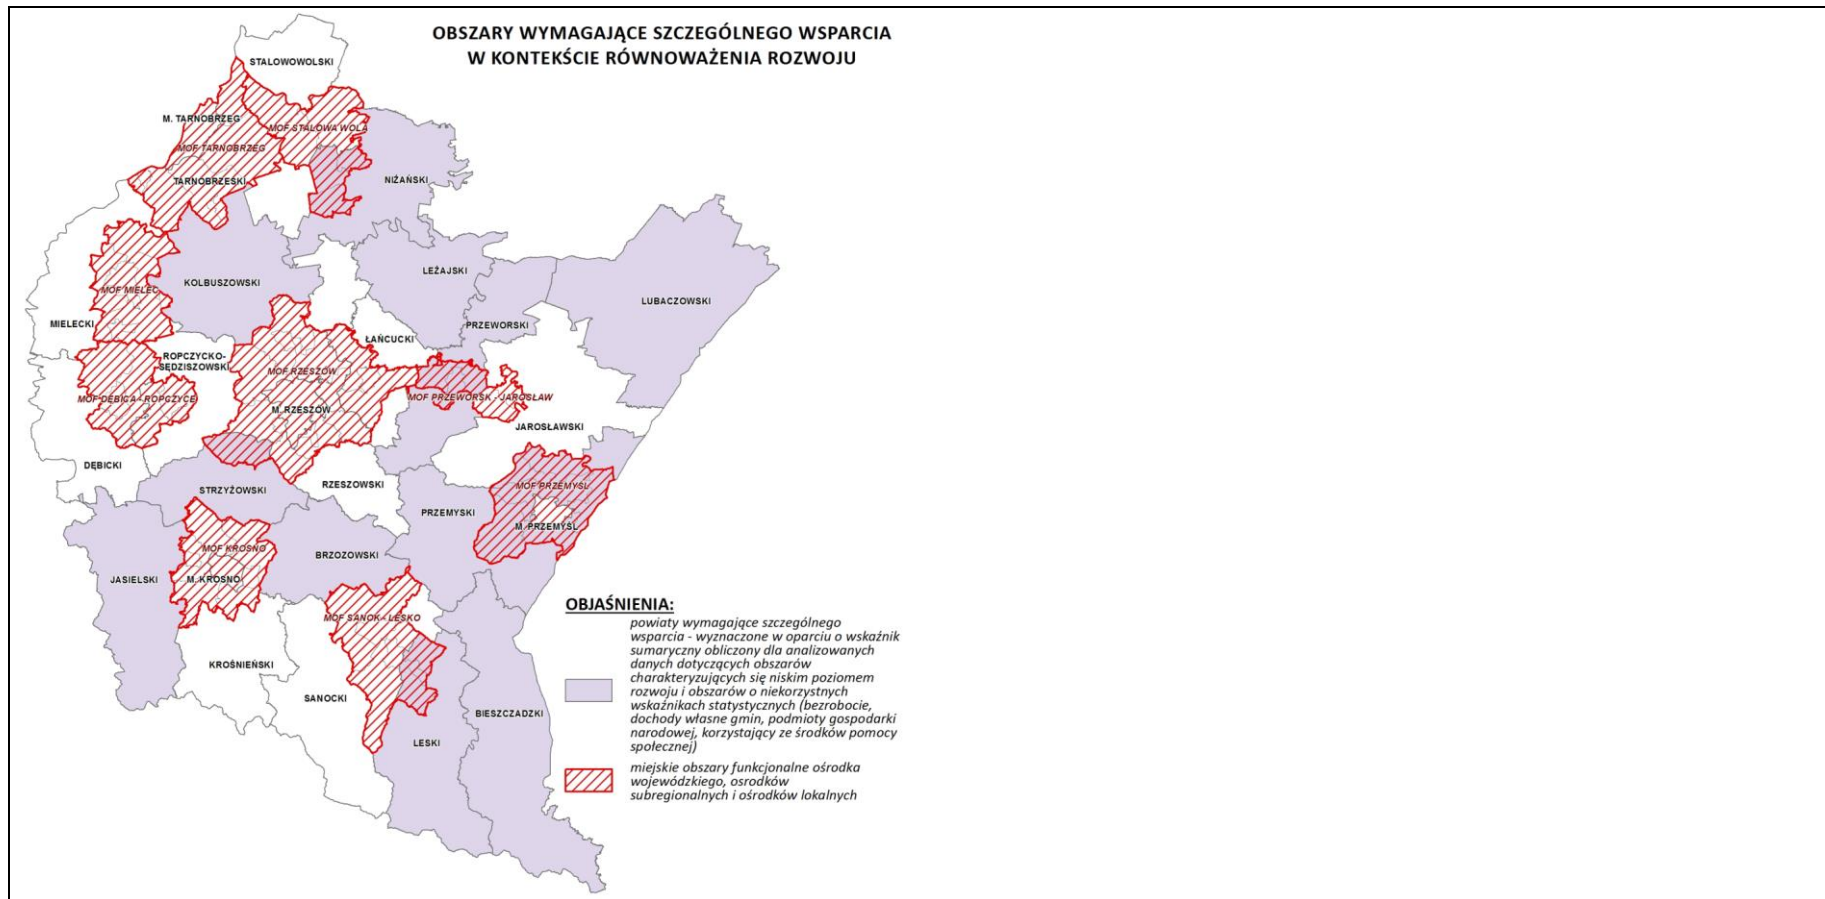 OBSZARY WYMAGAJĄCE SZCZEGÓLNEGO WSPARCIA
W KONTEKŚCIE RÓWNOWAŻENIA ROZWOJU
STALOWOWOLSKI
M. TARNOBRZEG
MOF STALOWA WOLA
MOF TARNOBRZEG
TARNOBRZESKI
NIŻAŃSKI
KOLBUSZOWSKI
LEŻAJSKI
MOF MIELEC
LUBACZOWSKI
MIELECKI
PRZEWORSKI
ŁAŃCUCKI
ROPCZYCKO-
SĘDZISZOWSKI
MOF RZESZÓW
MOF DĘBICA - ROPCZYCE
MOF PRZEWORSK - JAROSŁAW
M. RZESZÓW
JAROSŁAWSKI
DĘBICKI
RZESZOWSKI
MOF PRZEMYŚL
STRZYŻOWSKI
PRZEMYSKI
M. PRZEMYŚL
MOF KROSNO
BRZOZOWSKI
JASIELSKI
M. KROSNO
MOF SANOK - LESKO
KROŚNIEŃSKI
SANOCKI
BIESZCZADZKI
LESKI
OBJAŚNIENIA:
powiaty wymagające szczególnego
wsparcia - wyznaczone w oparciu o wskaźnik
sumaryczny obliczony dla analizowanych
danych dotyczących obszarów
charakteryzujących się niskim poziomem
rozwoju i obszarów o niekorzystnych
wskaźnikach statystycznych (bezrobocie,
dochody własne gmin, podmioty gospodarki
narodowej, korzystający ze środków pomocy
społecznej)
miejskie obszary funkcjonalne ośrodka
wojewódzkiego, osrodków
subregionalnych i ośrodków lokalnych